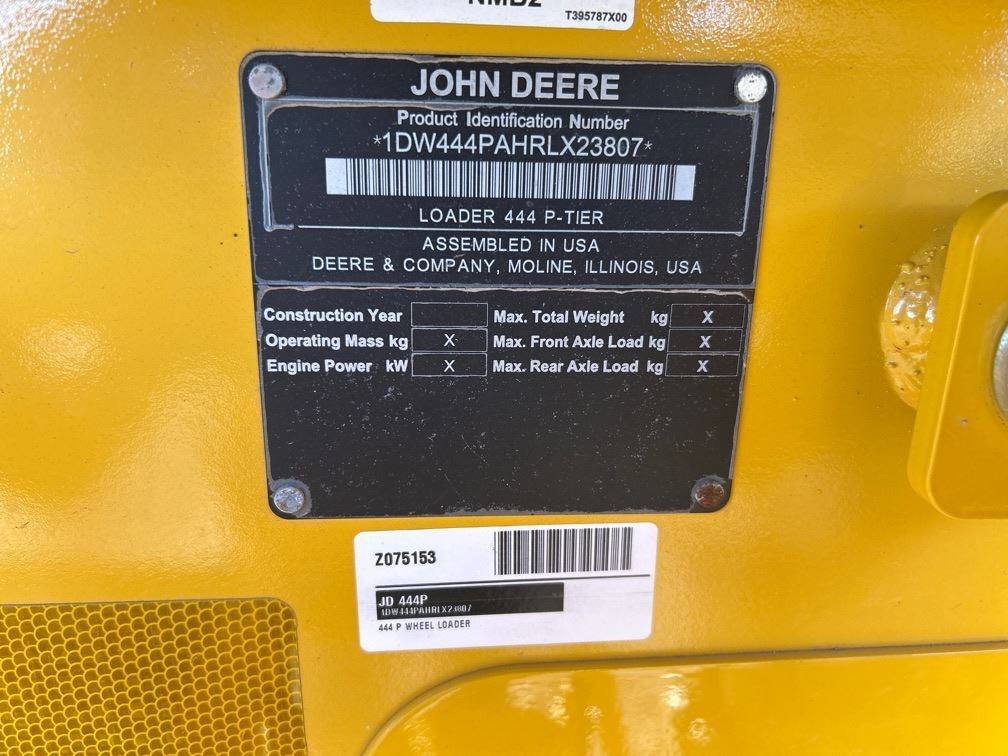 T395787X00
JOHN DEERE
Product Identification Number
*1DW444PAHRLX23807*
LOADER 444 P-TIER
ASSEMBLED IN USA
DEERE & COMPANY, MOLINE, ILLINOIS, USA
Construction Year Max. Total Weight kg X
Operating Mass kg X Max. Front Axle Load kg X
Engine Power kW X Max. Rear Axle Load kg X
Z075153
JD 444P
1DW444PAHRLX23807
444 P WHEEL LOADER